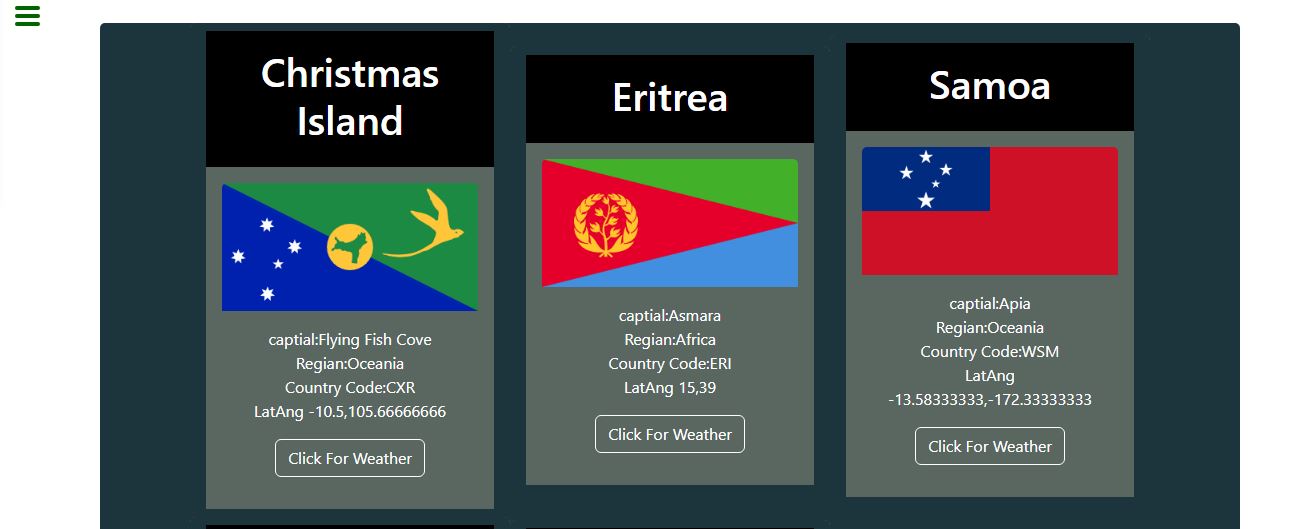 Christmas
Island
captial:Flying Fish Cove
Regian:Oceania
Country Code:CXR
LatAng -10.5,105.66666666
Click For Weather
Eritrea
captial:Asmara
Regian:Africa
Country Code:ERI
LatAng 15,39
Click For Weather
Samoa
captial:Apia
Regian:Oceania
Country Code:WSM
LatAng
-13.58333333,-172.33333333
Click For Weather